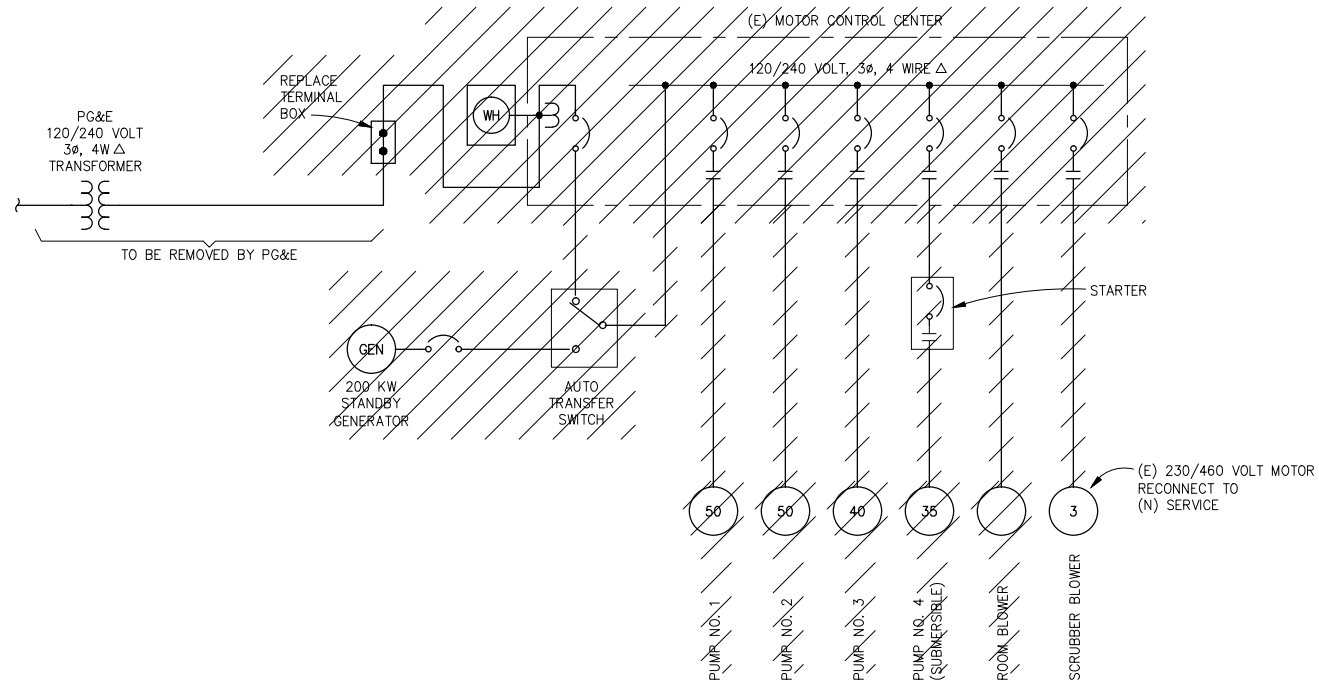 (E) MOTOR CONTROL CENTER
120/240 VOLT, 3ø, 4 WIRE △
REPLACE
TERMINAL
BOX
WH
PG&E
120/240 VOLT
3ø, 4W △
TRANSFORMER
TO BE REMOVED BY PG&E
STARTER
GEN
200 KW
STANDBY
GENERATOR
AUTO
TRANSFER
SWITCH
(E) 230/460 VOLT MOTOR
RECONNECT TO
(N) SERVICE
50
50
40
35
3
PUMP NO. 1
PUMP NO. 2
PUMP NO. 3
PUMP NO. 4
(SUBMERSIBLE)
ROOM BLOWER
SCRUBBER BLOWER